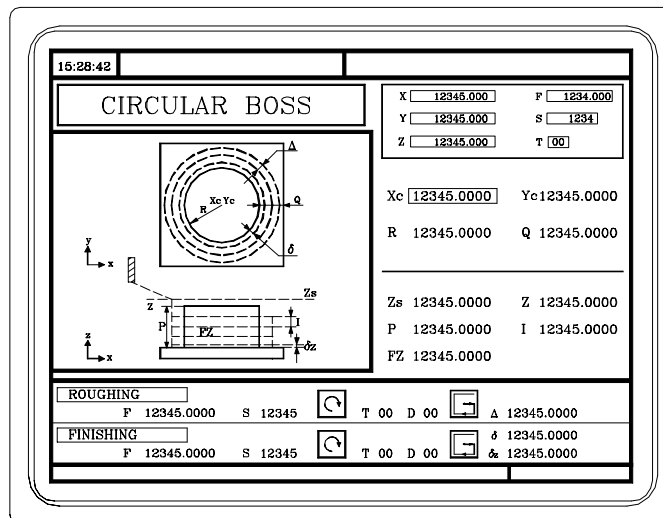 15:28:42
CIRCULAR BOSS
X 12345.000 F 1234.000
Y 12345.000 S 1234
Z 12345.000 T 00
Δ
Xc Yc
R
Q
δ
y
x
Zs
Z
P
FZ
I
δz
z
x
Xc 12345.0000 Yc 12345.0000
R 12345.0000 Q 12345.0000
Zs 12345.0000 Z 12345.0000
P 12345.0000 I 12345.0000
FZ 12345.0000
ROUGHING
F 12345.0000 S 12345 T 00 D 00 Δ 12345.0000
FINISHING
δ 12345.0000
F 12345.0000 S 12345 T 00 D 00 δz 12345.0000